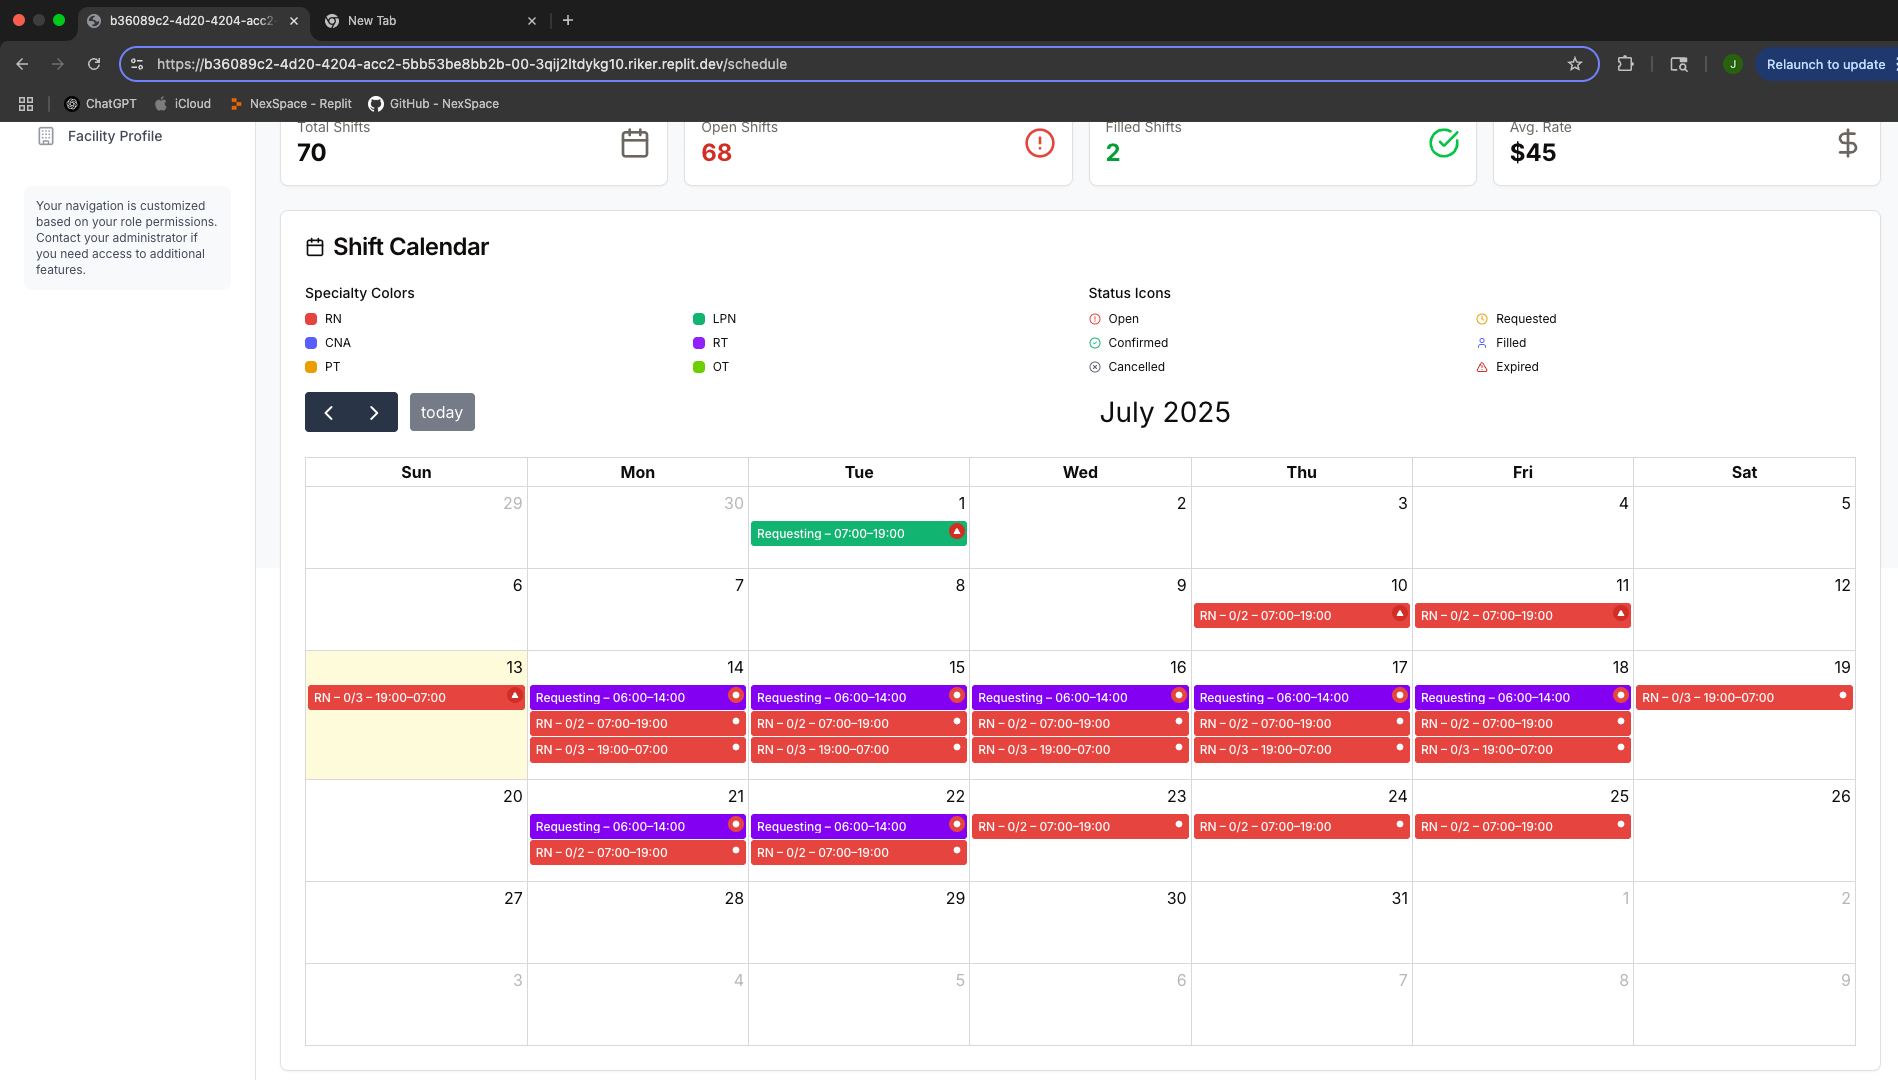 b36089c2-4d20-4204-acc2-
New Tab
https://b36089c2-4d20-4204-acc2-5bb53be8bb2b-00-3qij2ltdykg10.riker.replit.dev/schedule
J
Relaunch to update
ChatGPT
iCloud
NexSpace - Replit
GitHub - NexSpace
Facility Profile
Your navigation is customized
based on your role permissions.
Contact your administrator if
you need access to additional
features.
Total Shifts
70
Open Shifts
68
Filled Shifts
2
Avg. Rate
$45
Shift Calendar
Specialty Colors
RN
LPN
CNA
RT
PT
OT
Status Icons
Open
Requested
Confirmed
Filled
Cancelled
Expired
today
July 2025
Sun Mon Tue Wed Thu Fri Sat
29 30 1 2 3 4 5
Requesting – 07:00–19:00
6 7 8 9 10 11 12
RN – 0/2 – 07:00–19:00 RN – 0/2 – 07:00–19:00
13 14 15 16 17 18 19
RN – 0/3 – 19:00–07:00 Requesting – 06:00–14:00 Requesting – 06:00–14:00 Requesting – 06:00–14:00 Requesting – 06:00–14:00 Requesting – 06:00–14:00 RN – 0/3 – 19:00–07:00
RN – 0/2 – 07:00–19:00 RN – 0/2 – 07:00–19:00 RN – 0/2 – 07:00–19:00 RN – 0/2 – 07:00–19:00 RN – 0/2 – 07:00–19:00
RN – 0/3 – 19:00–07:00 RN – 0/3 – 19:00–07:00 RN – 0/3 – 19:00–07:00 RN – 0/3 – 19:00–07:00 RN – 0/3 – 19:00–07:00
20 21 22 23 24 25 26
Requesting – 06:00–14:00 Requesting – 06:00–14:00 RN – 0/2 – 07:00–19:00 RN – 0/2 – 07:00–19:00 RN – 0/2 – 07:00–19:00
RN – 0/2 – 07:00–19:00 RN – 0/2 – 07:00–19:00
27 28 29 30 31 1 2
3 4 5 6 7 8 9